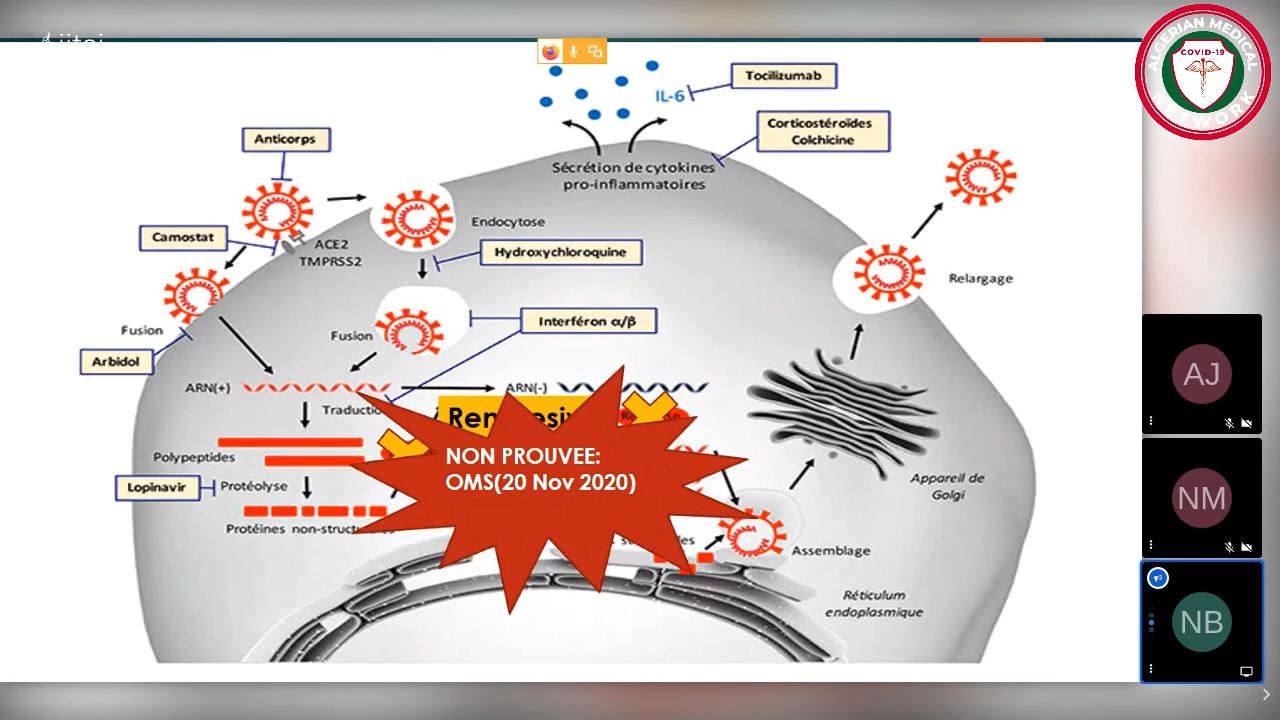 ALGERIAN MEDICAL
COVID-19
NETWORK
Tocilizumab
IL-6
Corticostéroïdes
Colchicine
Anticorps
Sécrétion de cytokines
pro-inflammatoires
Endocytose
Camostat
ACE2
TMPRSS2
Hydroxychloroquine
Relargage
Fusion
Fusion
Interféron α/β
Arbidol
ARN(+)
ARN(-)
NON PROUVEE:
OMS(20 Nov 2020)
Polypeptides
Lopinavir
Protéolyse
Protéines
Appareil de
Golgi
Assemblage
Réticulum
endoplasmique
AJ
NM
NB